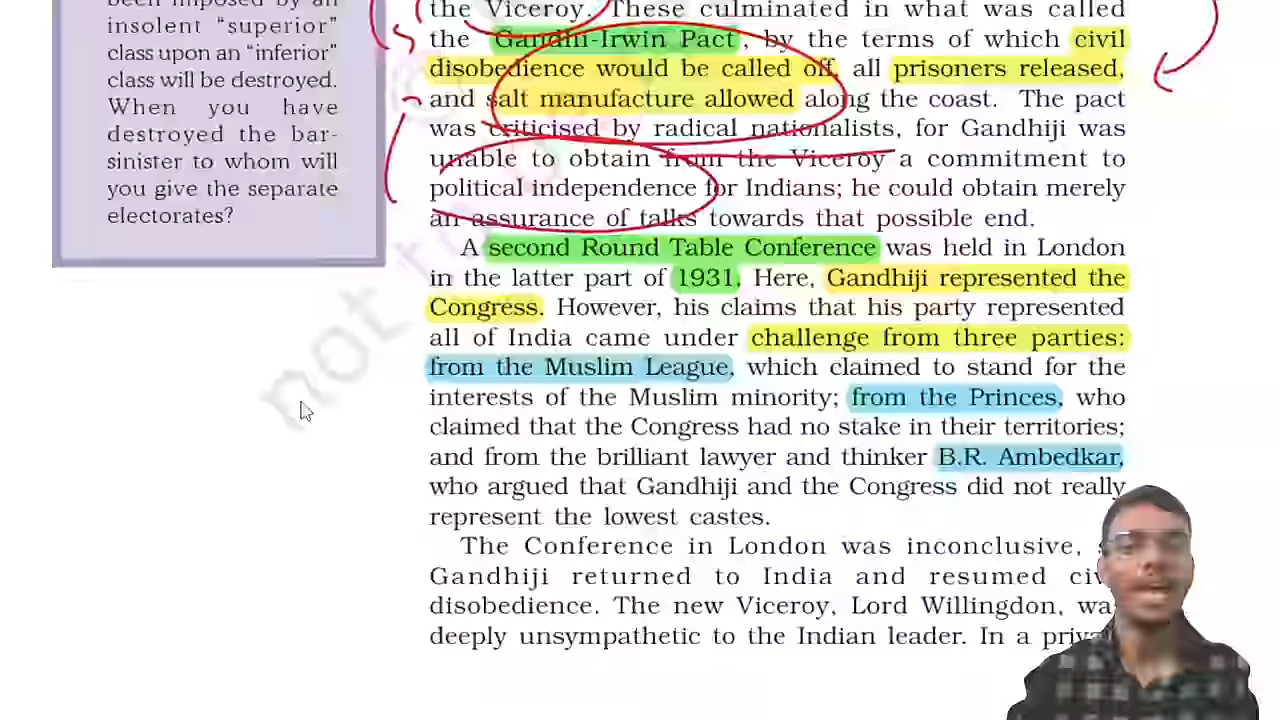 been imposed by an
insolent “superior”
class upon an “inferior”
class will be destroyed.
When you have
destroyed the bar-
sinister to whom will
you give the separate
electorates?
the Viceroy. These culminated in what was called
the Gandhi-Irwin Pact, by the terms of which civil
disobedience would be called off, all prisoners released,
and salt manufacture allowed along the coast. The pact
was criticised by radical nationalists, for Gandhiji was
unable to obtain from the Viceroy a commitment to
political independence for Indians; he could obtain merely
an assurance of talks towards that possible end.
A second Round Table Conference was held in London
in the latter part of 1931. Here, Gandhiji represented the
Congress. However, his claims that his party represented
all of India came under challenge from three parties:
from the Muslim League, which claimed to stand for the
interests of the Muslim minority; from the Princes, who
claimed that the Congress had no stake in their territories;
and from the brilliant lawyer and thinker B.R. Ambedkar,
who argued that Gandhiji and the Congress did not really
represent the lowest castes.
The Conference in London was inconclusive,
Gandhiji returned to India and resumed
disobedience. The new Viceroy, Lord Willingdon,
deeply unsympathetic to the Indian leader. In a
not